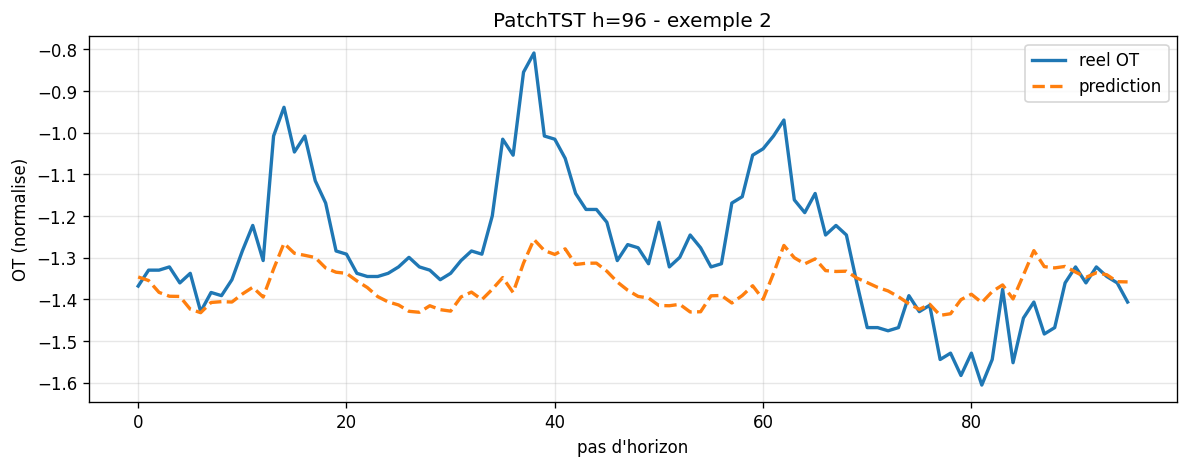 PatchTST h=96 - exemple 2
reel OT
prediction
OT (normalise)
−0.8
−0.9
−1.0
−1.1
−1.2
−1.3
−1.4
−1.5
−1.6
0 20 40 60 80
pas d'horizon